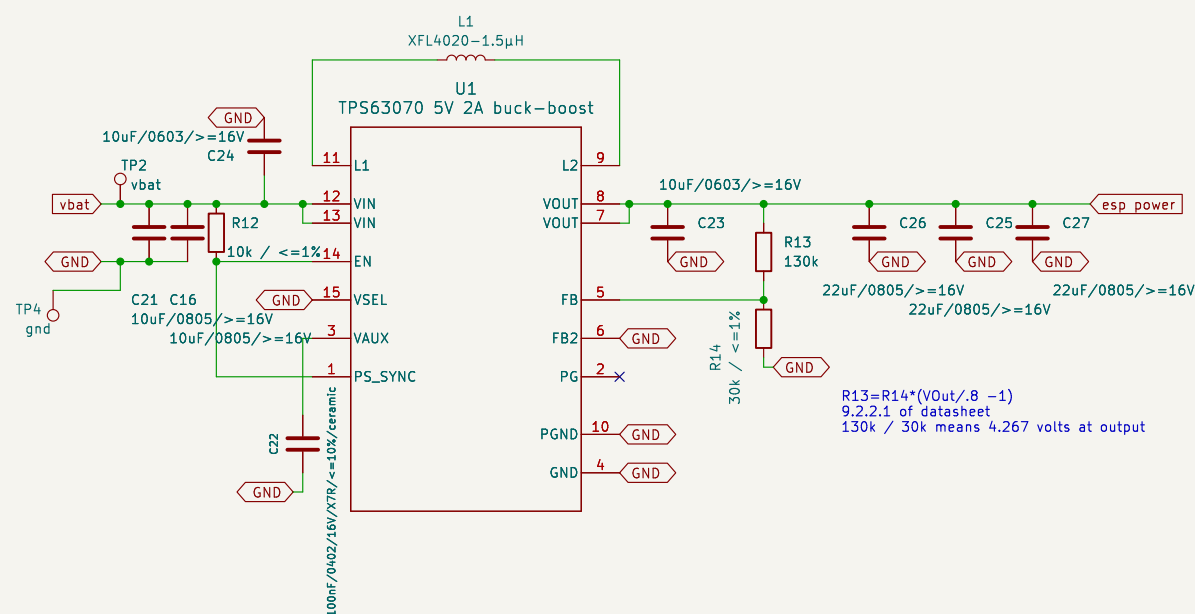 L1
XFL4020-1.5µH
U1
TPS63070 5V 2A buck-boost
GND
10uF/0603/>=16V
C24
TP2
vbat
vbat
GND
TP4
gnd
R12
10k / <=1%
C21 C16
10uF/0805/>=16V
10uF/0805/>=16V
GND
C22
GND
100nF/0402/16V/X7R/<=10%/ceramic
11 L1
12 VIN
13 VIN
14 EN
15 VSEL
3 VAUX
1 PS_SYNC
L2 9
VOUT 8
VOUT 7
FB 5
FB2 6
GND
PG 2
PGND 10
GND
GND 4
GND
10uF/0603/>=16V
C23
GND
R13
130k
R14
30k / <=1%
GND
C26
GND
C25
GND
C27
GND
esp power
22uF/0805/>=16V
22uF/0805/>=16V
22uF/0805/>=16V
R13=R14*(VOut/.8 -1)
9.2.2.1 of datasheet
130k / 30k means 4.267 volts at output